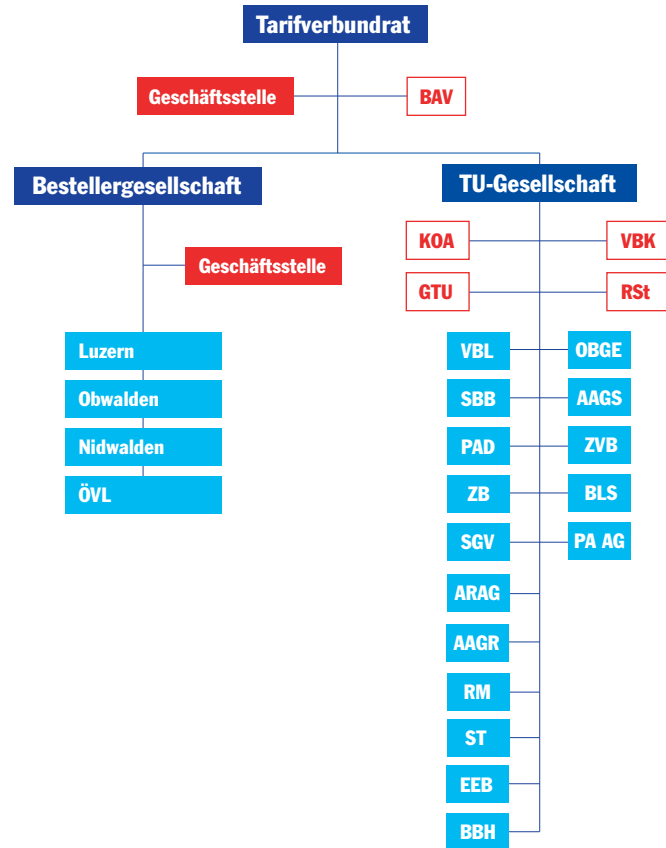 Tarifverbundrat
Geschäftsstelle
BAV
Bestellergesellschaft
TU-Gesellschaft
KOA
VBK
Geschäftsstelle
GTU
RSt
Luzern
Obwalden
Nidwalden
ÖVL
VBL
OBGE
SBB
AAGS
PAD
ZVB
ZB
BLS
SGV
PA AG
ARAG
AAGR
RM
ST
EEB
BBH